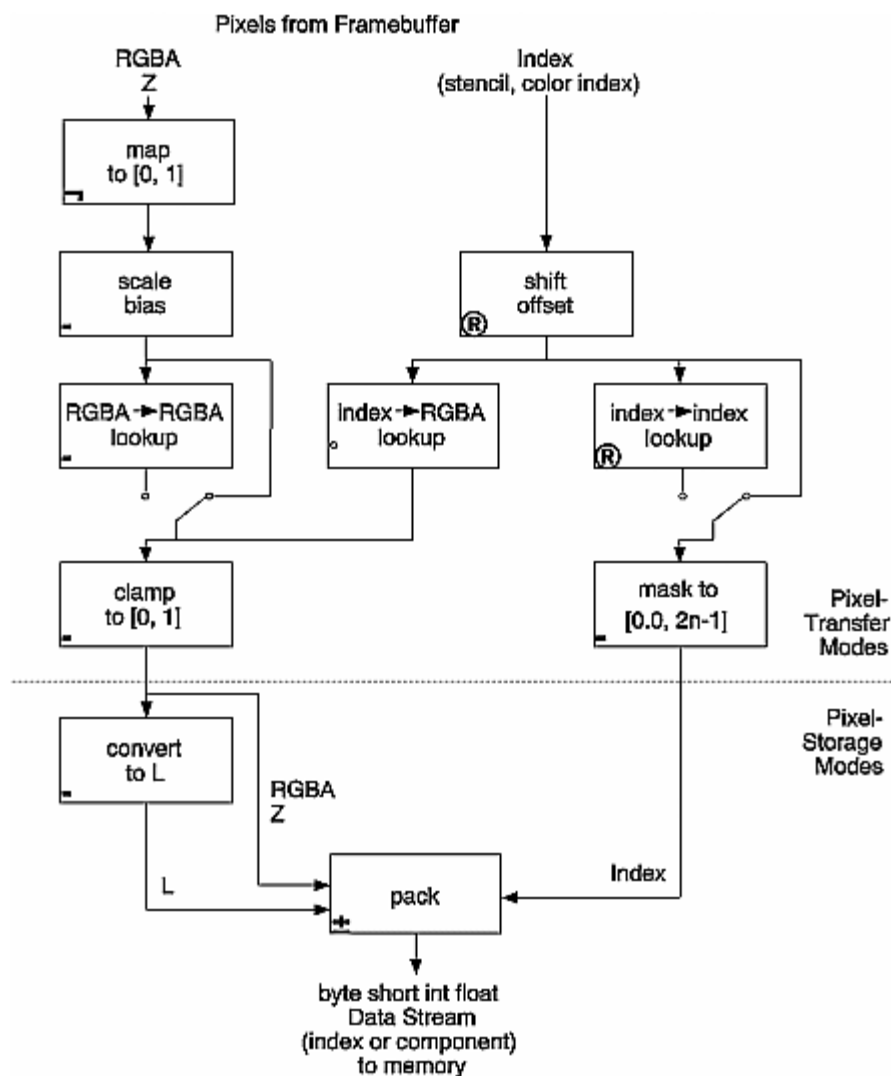 Pixels from Framebuffer
RGBA
Z
Index
(stencil, color index)
map
to [0, 1]
scale
bias
shift
offset
®
RGBA RGBA
lookup
index RGBA
lookup
index index
lookup
®
clamp
to [0, 1]
mask to
[0.0, 2n-1]
Pixel-
Transfer
Modes
Pixel-
Storage
Modes
convert
to L
RGBA
Z
L
Index
pack
byte short int float
Data Stream
(index or component)
to memory